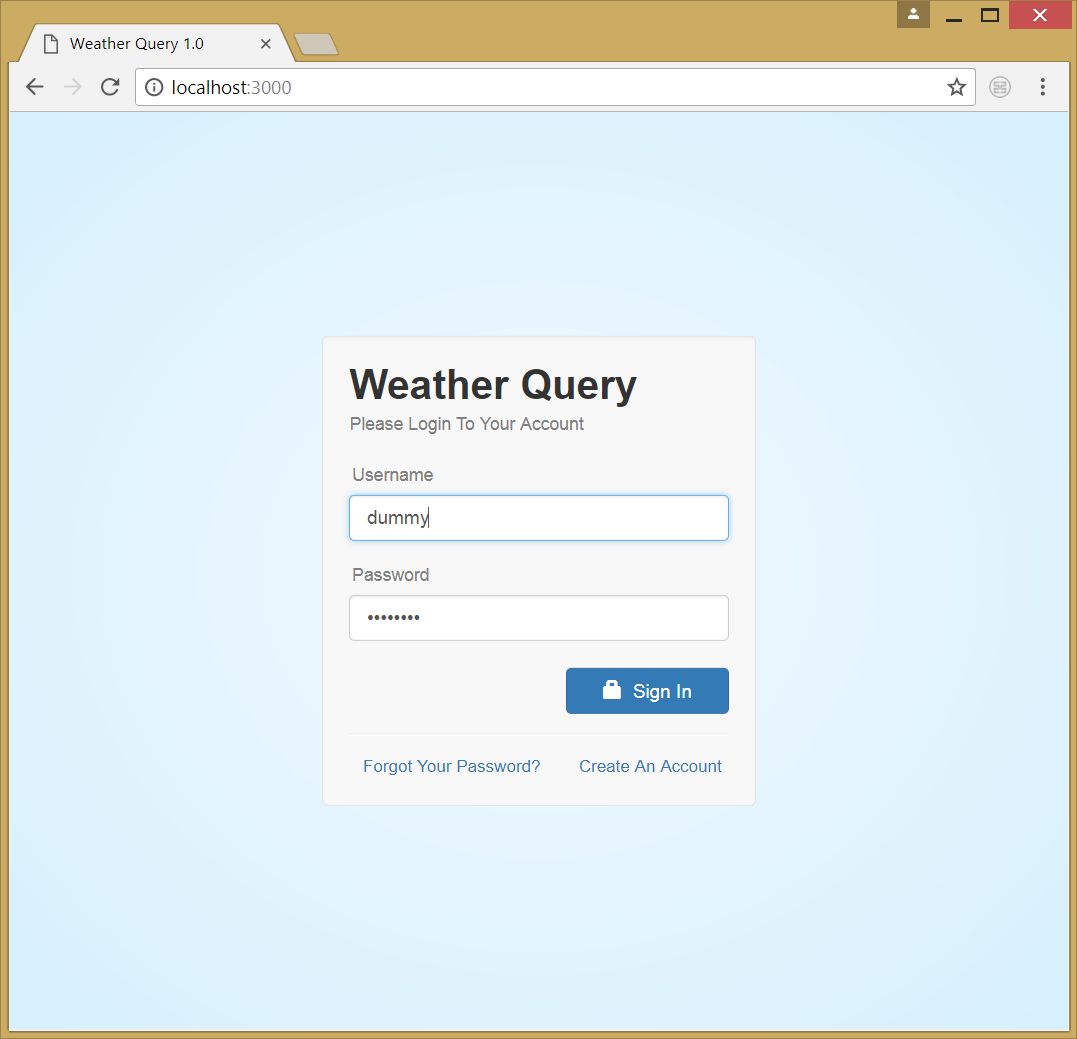 Weather Query 1.0
localhost:3000
Weather Query
Please Login To Your Account
Username
dummy
Password
••••••••
Sign In
Forgot Your Password? Create An Account